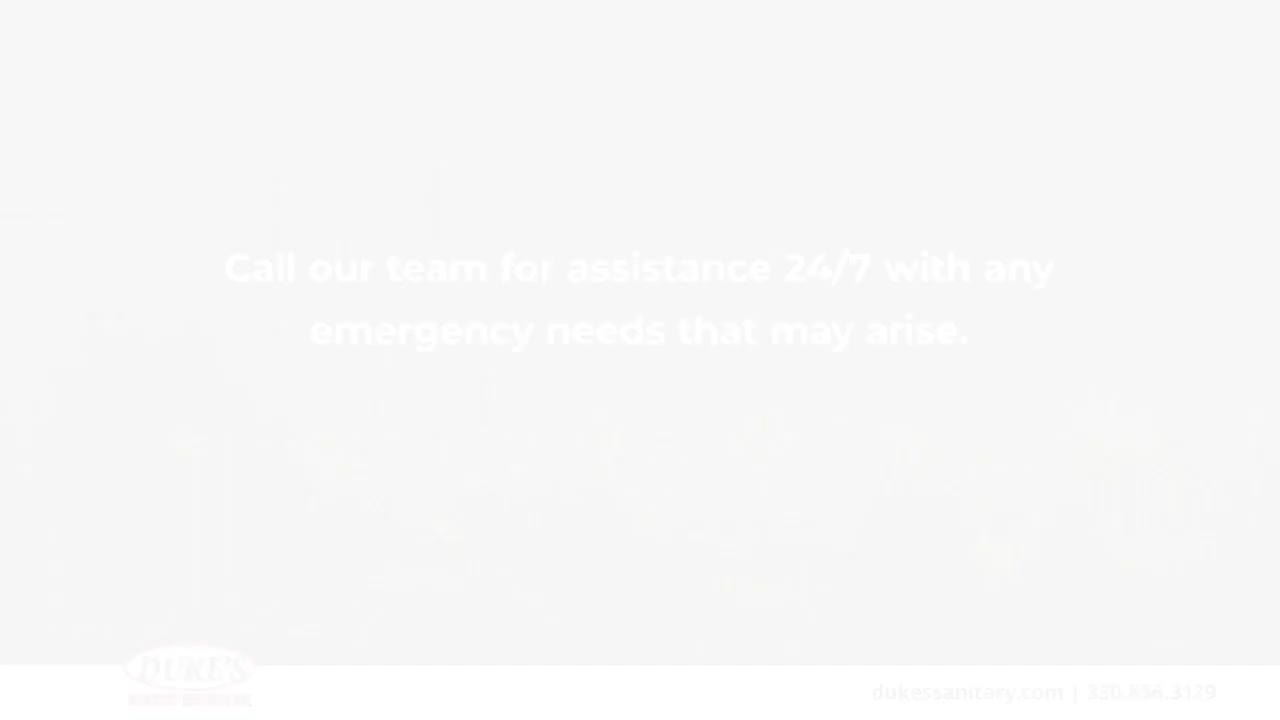 Call our team for assistance 24/7 with any
emergency needs that may arise.
DUKE'S
dukessanitary.com | 330.856.3129